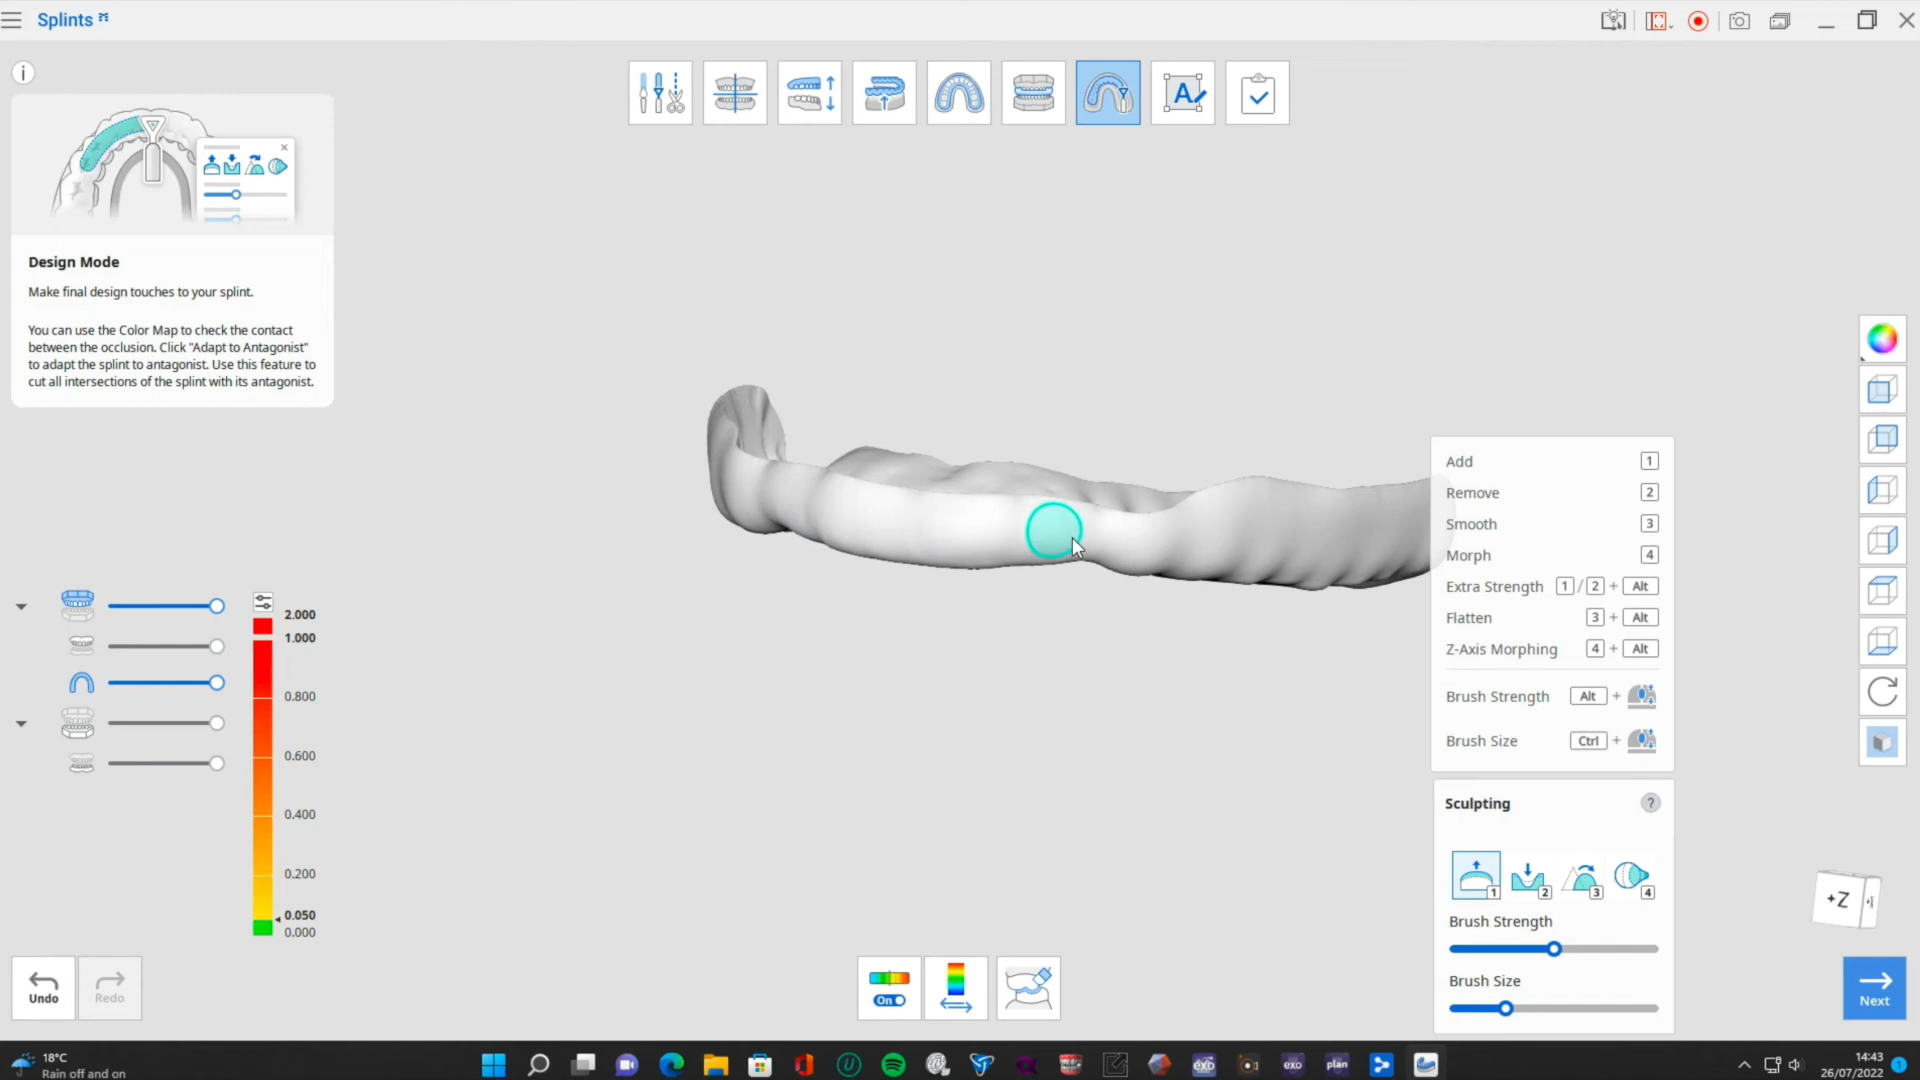 Splints
i
A
Design Mode
Make final design touches to your splint.
You can use the Color Map to check the contact
between the occlusion. Click "Adapt to Antagonist"
to adapt the splint to antagonist. Use this feature to
cut all intersections of the splint with its antagonist.
Add 1
Remove 2
Smooth 3
Morph 4
Extra Strength 1 / 2 + Alt
Flatten 3 + Alt
Z-Axis Morphing 4 + Alt
Brush Strength Alt +
Brush Size Ctrl +
2.000
1.000
0.800
0.600
0.400
0.200
0.050
0.000
Sculpting ?
1 2 3 4
Brush Strength
Brush Size
+Z
Undo
Redo
On
Next
18°C
Rain off and on
exo
exo
plan
14:43
26/07/2022
1